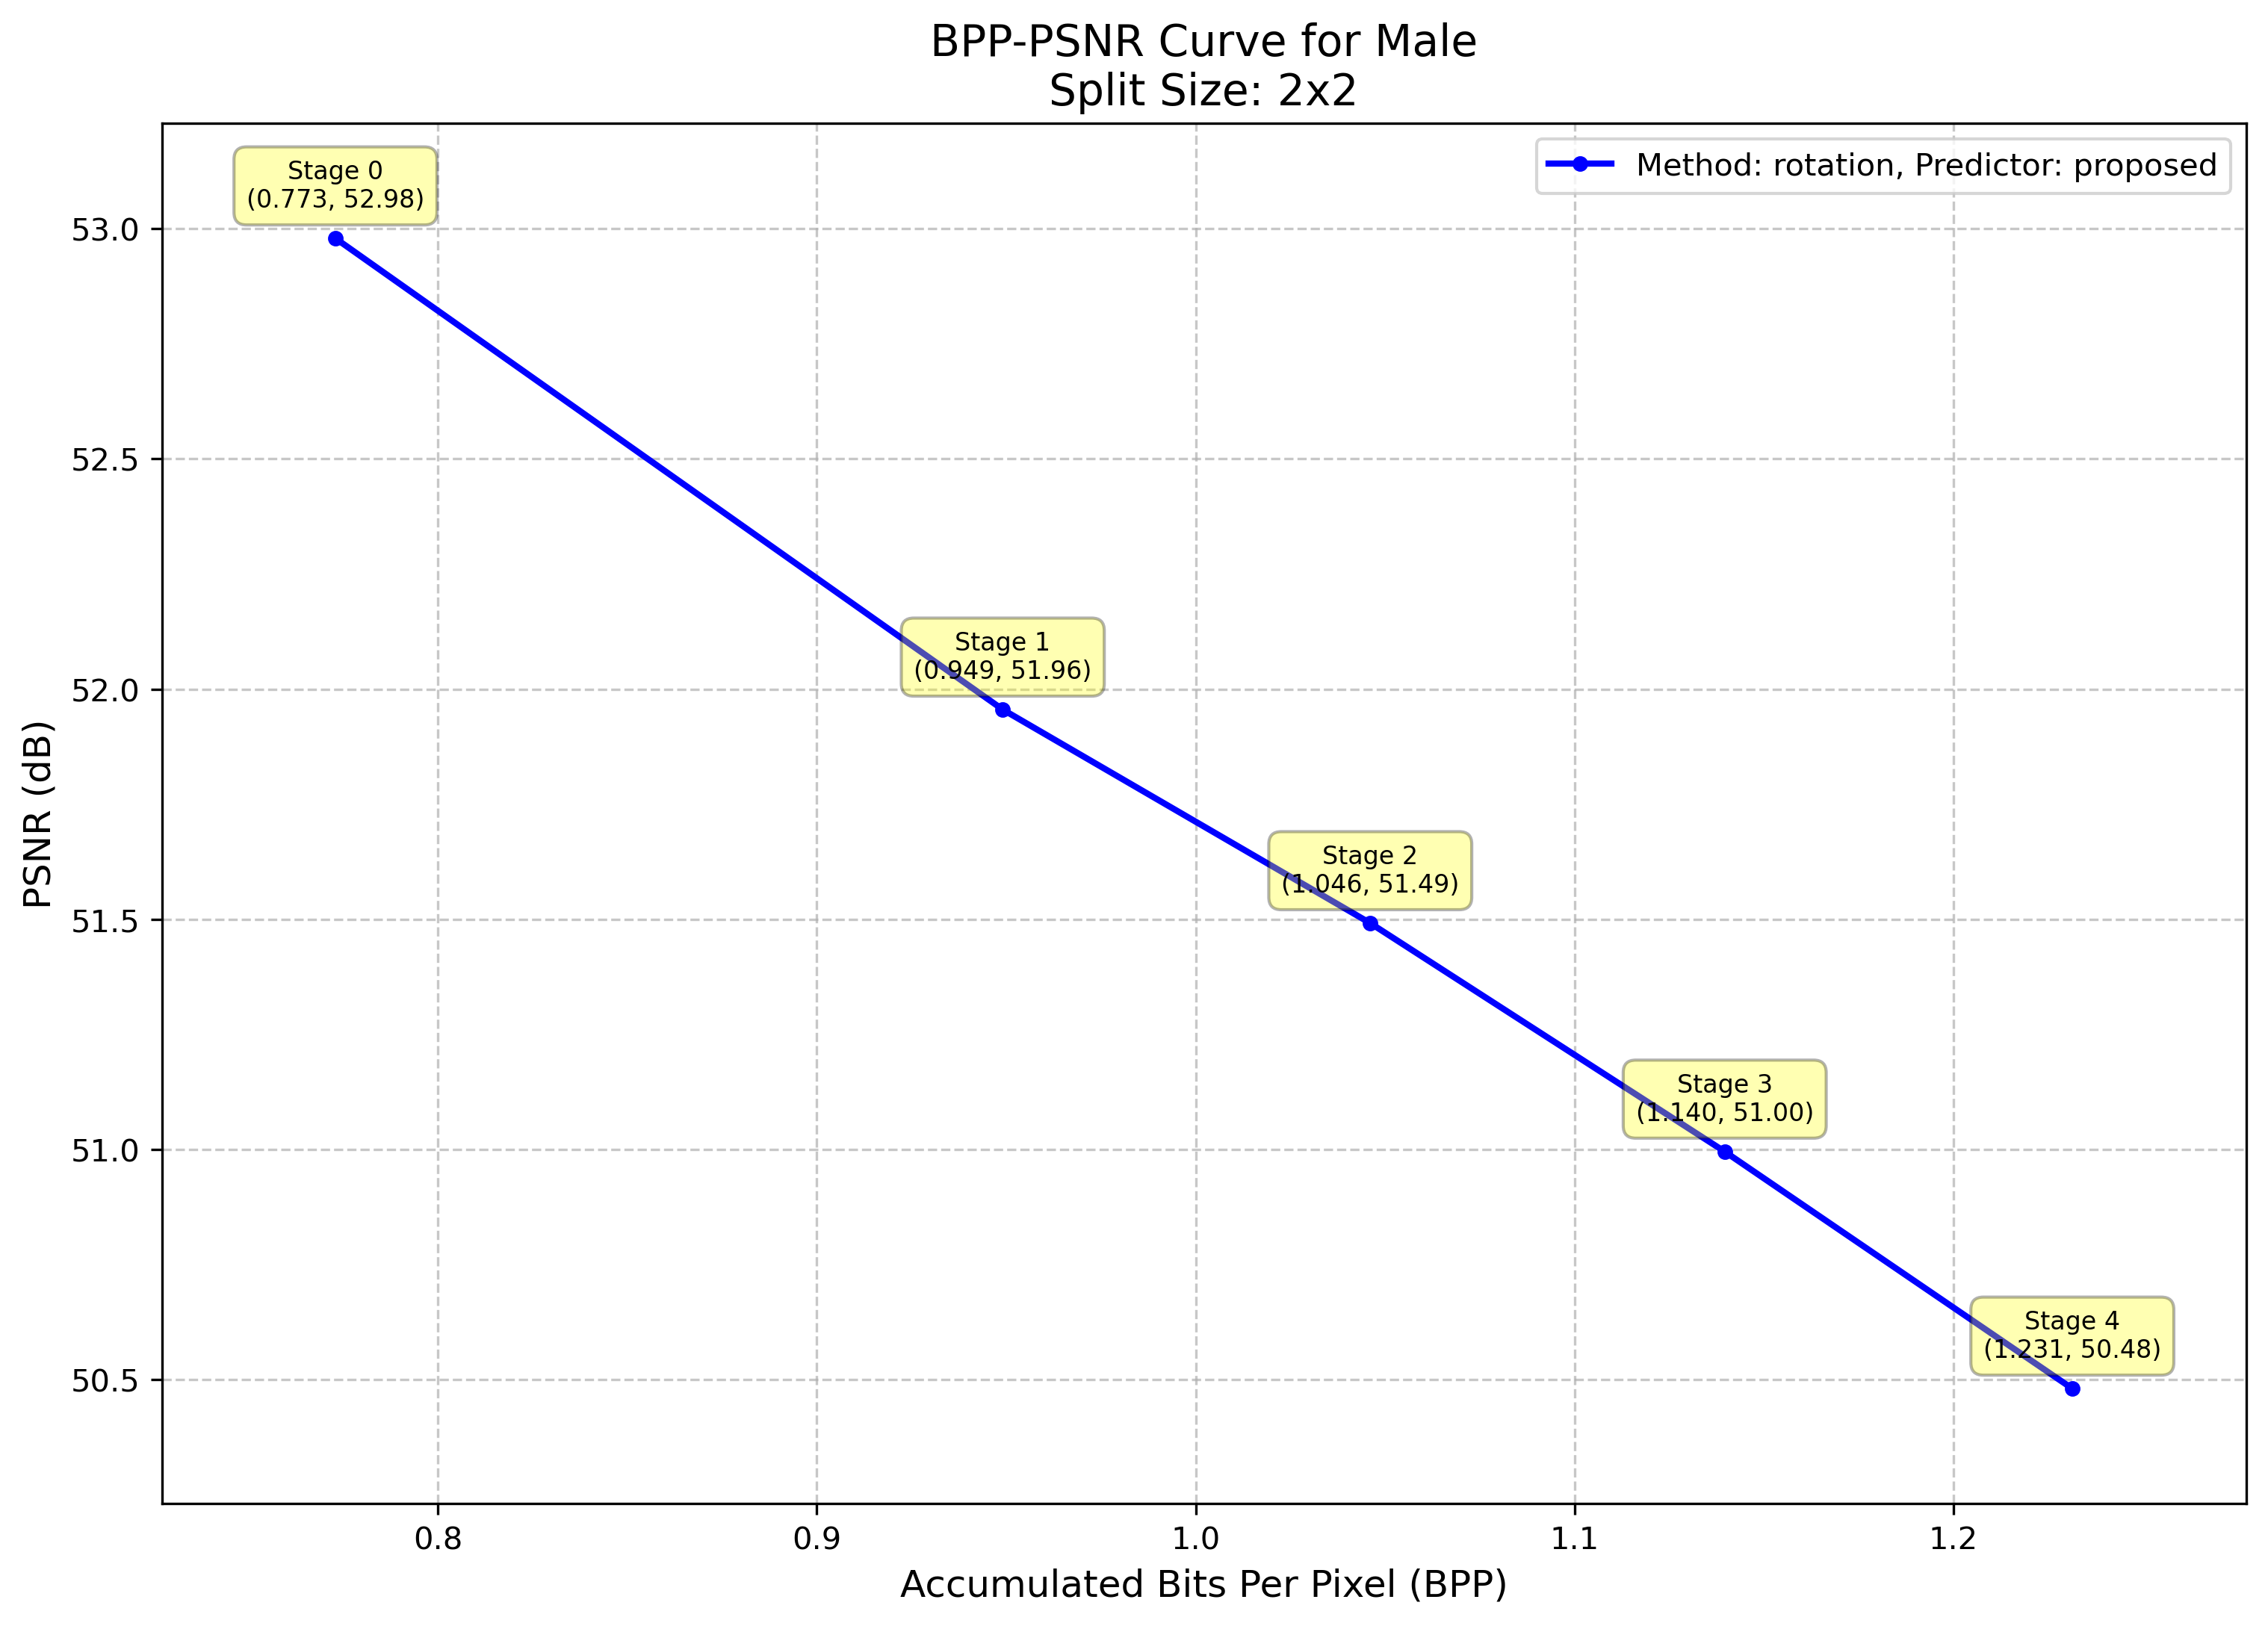 BPP-PSNR Curve for Male
Split Size: 2x2
Method: rotation, Predictor: proposed
Stage 0
(0.773, 52.98)
Stage 1
(0.949, 51.96)
Stage 2
(1.046, 51.49)
Stage 3
(1.140, 51.00)
Stage 4
(1.231, 50.48)
PSNR (dB)
53.0
52.5
52.0
51.5
51.0
50.5
0.8
0.9
1.0
1.1
1.2
Accumulated Bits Per Pixel (BPP)